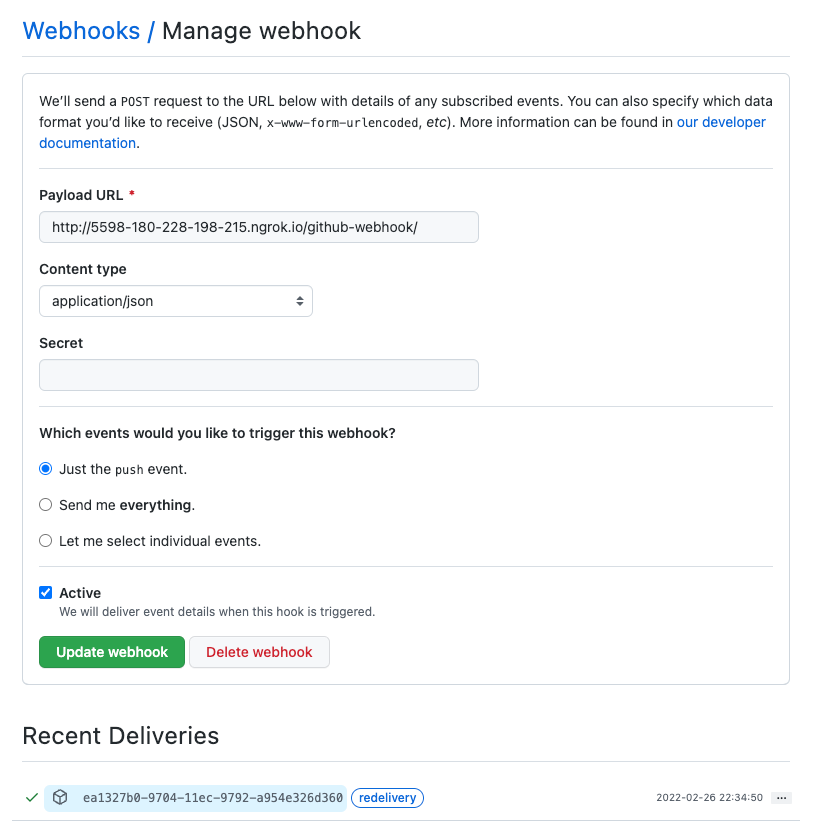 Webhooks / Manage webhook
We’ll send a POST request to the URL below with details of any subscribed events. You can also specify which data
format you’d like to receive (JSON, x-www-form-urlencoded, etc). More information can be found in our developer
documentation.
Payload URL *
http://5598-180-228-198-215.ngrok.io/github-webhook/
Content type
application/json
Secret
Which events would you like to trigger this webhook?
Just the push event.
Send me everything.
Let me select individual events.
Active
We will deliver event details when this hook is triggered.
Update webhook Delete webhook
Recent Deliveries
ea1327b0-9704-11ec-9792-a954e326d360 redelivery 2022-02-26 22:34:50 ...